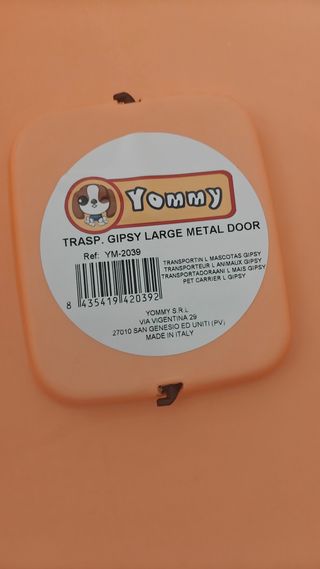 Yommy
TRASP. GIPSY LARGE METAL DOOR
Ref: YM-2039
TRANSPORTIN L MASCOTAS GIPSY
TRANSPORTEUR L ANIMAUX GIPSY
TRANSPORTADORAANI L MAIS GIPSY
PET CARRIER L GIPSY
8 435419 420392
YOMMY S.R.L
VIA VIGENTINA 29
27010 SAN GENESIO ED UNITI (PV)
MADE IN ITALY